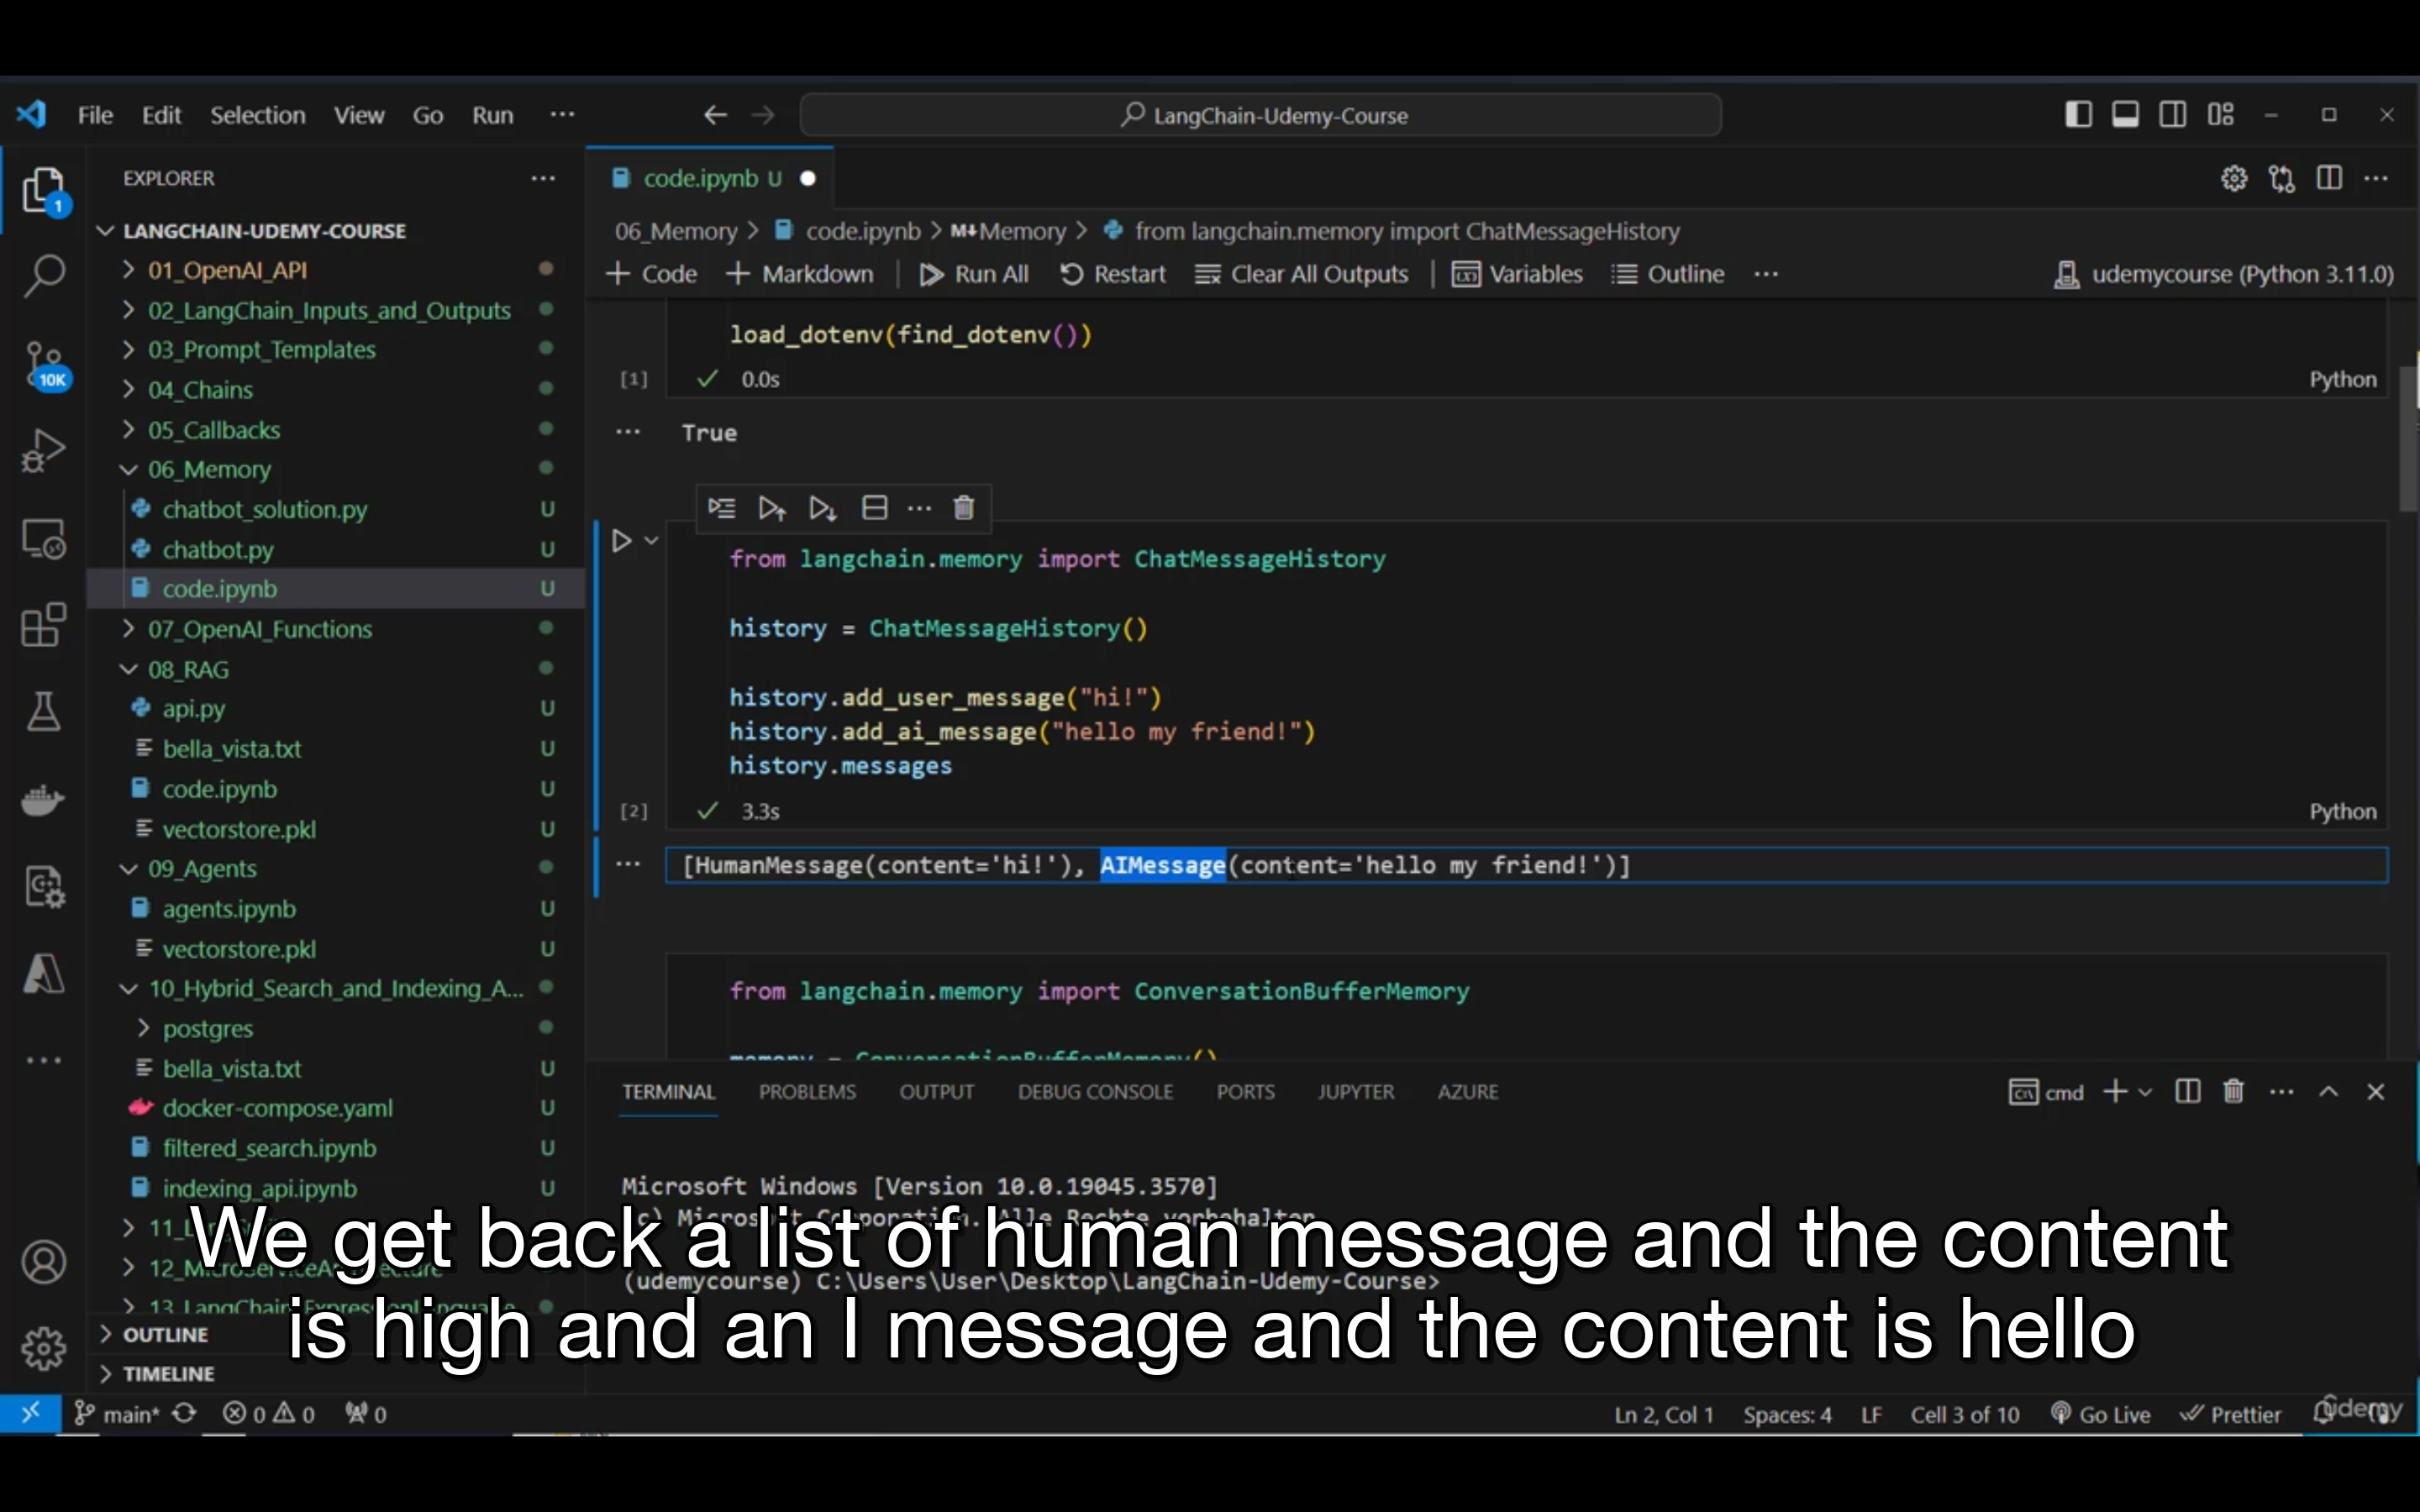 File Edit Selection View Go Run ···
LangChain-Udemy-Course
EXPLORER
1
10K
LANGCHAIN-UDEMY-COURSE
01_OpenAI_API
02_LangChain_Inputs_and_Outputs
03_Prompt_Templates
04_Chains
05_Callbacks
06_Memory
chatbot_solution.py U
chatbot.py U
code.ipynb U
07_OpenAI_Functions
08_RAG
api.py U
bella_vista.txt U
code.ipynb U
vectorstore.pkl U
09_Agents
agents.ipynb U
vectorstore.pkl U
10_Hybrid_Search_and_Indexing_A...
postgres
bella_vista.txt U
docker-compose.yaml U
filtered_search.ipynb U
indexing_api.ipynb U
OUTLINE
TIMELINE
code.ipynb U
06_Memory > code.ipynb > M↓Memory > from langchain.memory import ChatMessageHistory
+ Code + Markdown | Run All Restart Clear All Outputs | Variables Outline ···
udemycourse (Python 3.11.0)
load_dotenv(find_dotenv())
[1] ✓ 0.0s Python
True
from langchain.memory import ChatMessageHistory
history = ChatMessageHistory()
history.add_user_message("hi!")
history.add_ai_message("hello my friend!")
history.messages
[2] ✓ 3.3s Python
[HumanMessage(content='hi!'), AIMessage(content='hello my friend!')]
from langchain.memory import ConversationBufferMemory
memory = ConversationBufferMemory()
TERMINAL PROBLEMS OUTPUT DEBUG CONSOLE PORTS JUPYTER AZURE
cmd
Microsoft Windows [Version 10.0.19045.3570]
(c) Microsoft Corporation. Alle Rechte vorbehalten.
(udemycourse) C:\Users\User\Desktop\LangChain-Udemy-Course>
We get back a list of human message and the content
is high and an I message and the content is hello
main* 0 0 0
Ln 2, Col 1 Spaces: 4 LF Cell 3 of 10 Go Live Prettier
udemy